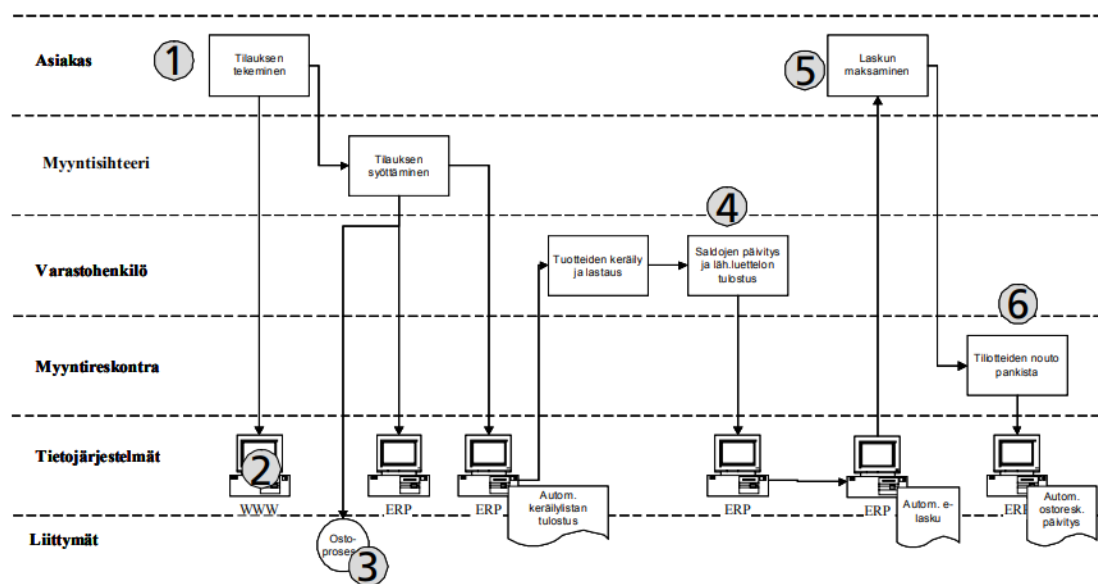 Asiakas
1
Tilauksen
tekeminen
5
Laskun
maksaminen
Myyntisihteeri
Tilauksen
syöttäminen
4
Varastohenkilö
Tuotteiden keräily
ja lastaus
Saldojen päivitys
ja läh.luettelon
tulostus
6
Myyntireskontra
Tiliotteiden nouto
pankista
Tietojärjestelmät
2
WWW
ERP
ERP
Autom.
keräilylistan
tulostus
ERP
ERP
Autom. e-
lasku
ERP
Autom.
ostoresk.
päivitys
Liittymät
Osto-
proses
3